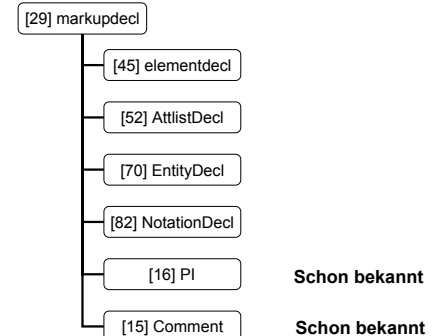 [29] markupdecl
[45] elementdecl
[52] AttlistDecl
[70] EntityDecl
[82] NotationDecl
[16] PI Schon bekannt
[15] Comment Schon bekannt